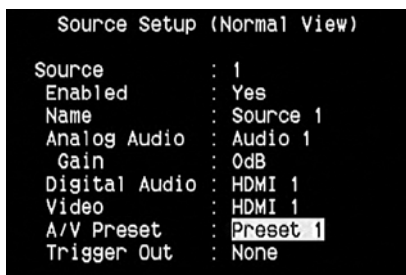 Source Setup (Normal View)
Source : 1
Enabled : Yes
Name : Source 1
Analog Audio : Audio 1
Gain : 0dB
Digital Audio : HDMI 1
Video : HDMI 1
A/V Preset : Preset 1
Trigger Out : None